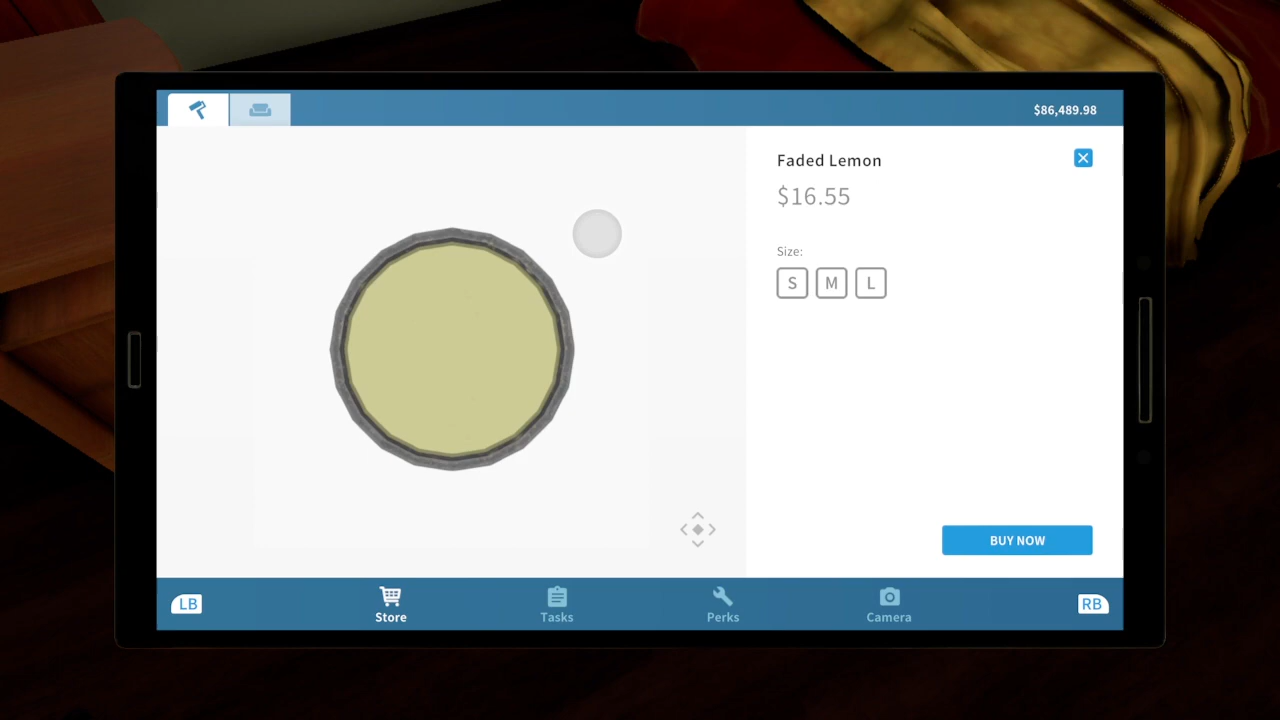 $86,489.98
Faded Lemon
$16.55
Size:
S M L
BUY NOW
LB Store Tasks Perks Camera RB